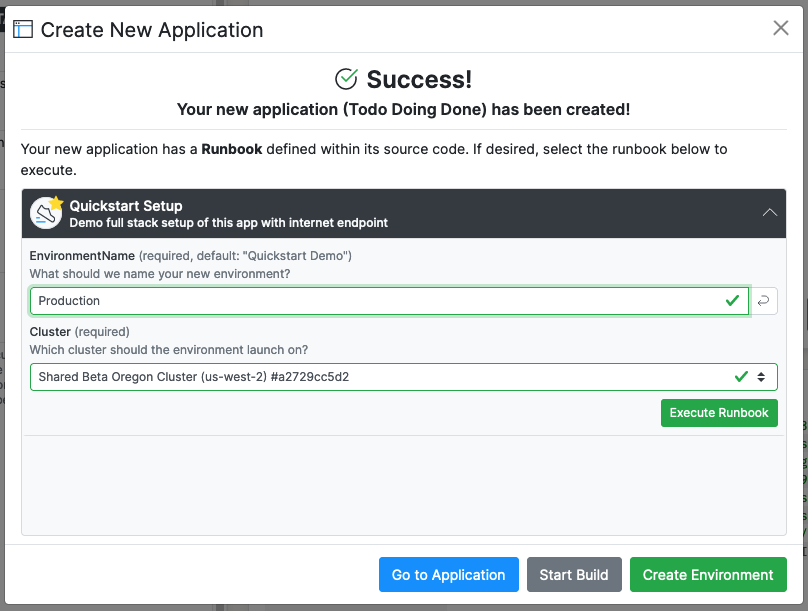 Create New Application
Success!
Your new application (Todo Doing Done) has been created!
Your new application has a Runbook defined within its source code. If desired, select the runbook below to
execute.
Quickstart Setup
Demo full stack setup of this app with internet endpoint
EnvironmentName (required, default: "Quickstart Demo")
What should we name your new environment?
Production
Cluster (required)
Which cluster should the environment launch on?
Shared Beta Oregon Cluster (us-west-2) #a2729cc5d2
Execute Runbook
Go to Application
Start Build
Create Environment